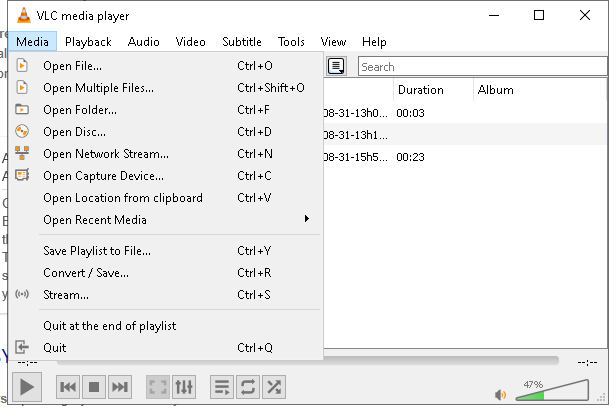 VLC media player
Media Playback Audio Video Subtitle Tools View Help
Open File... Ctrl+O
Open Multiple Files... Ctrl+Shift+O
Open Folder... Ctrl+F
Open Disc... Ctrl+D
Open Network Stream... Ctrl+N
Open Capture Device... Ctrl+C
Open Location from clipboard Ctrl+V
Open Recent Media
Save Playlist to File... Ctrl+Y
Convert / Save... Ctrl+R
Stream... Ctrl+S
Quit at the end of playlist
Quit Ctrl+Q
Search
Duration Album
08-31-13h0... 00:03
08-31-13h1...
08-31-15h5... 00:23
--:-- --:--
47%